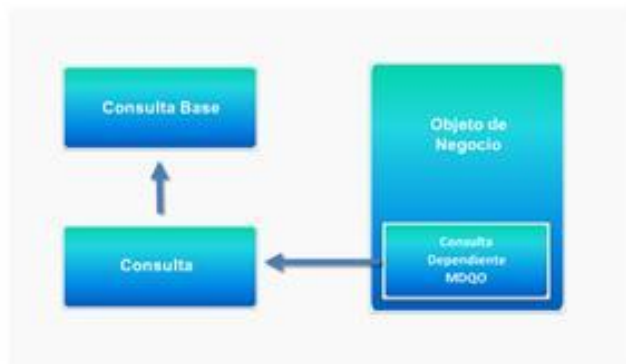 Consulta Base
Objeto de
Negocio
Consulta
Consulta
Dependiente
MDQO